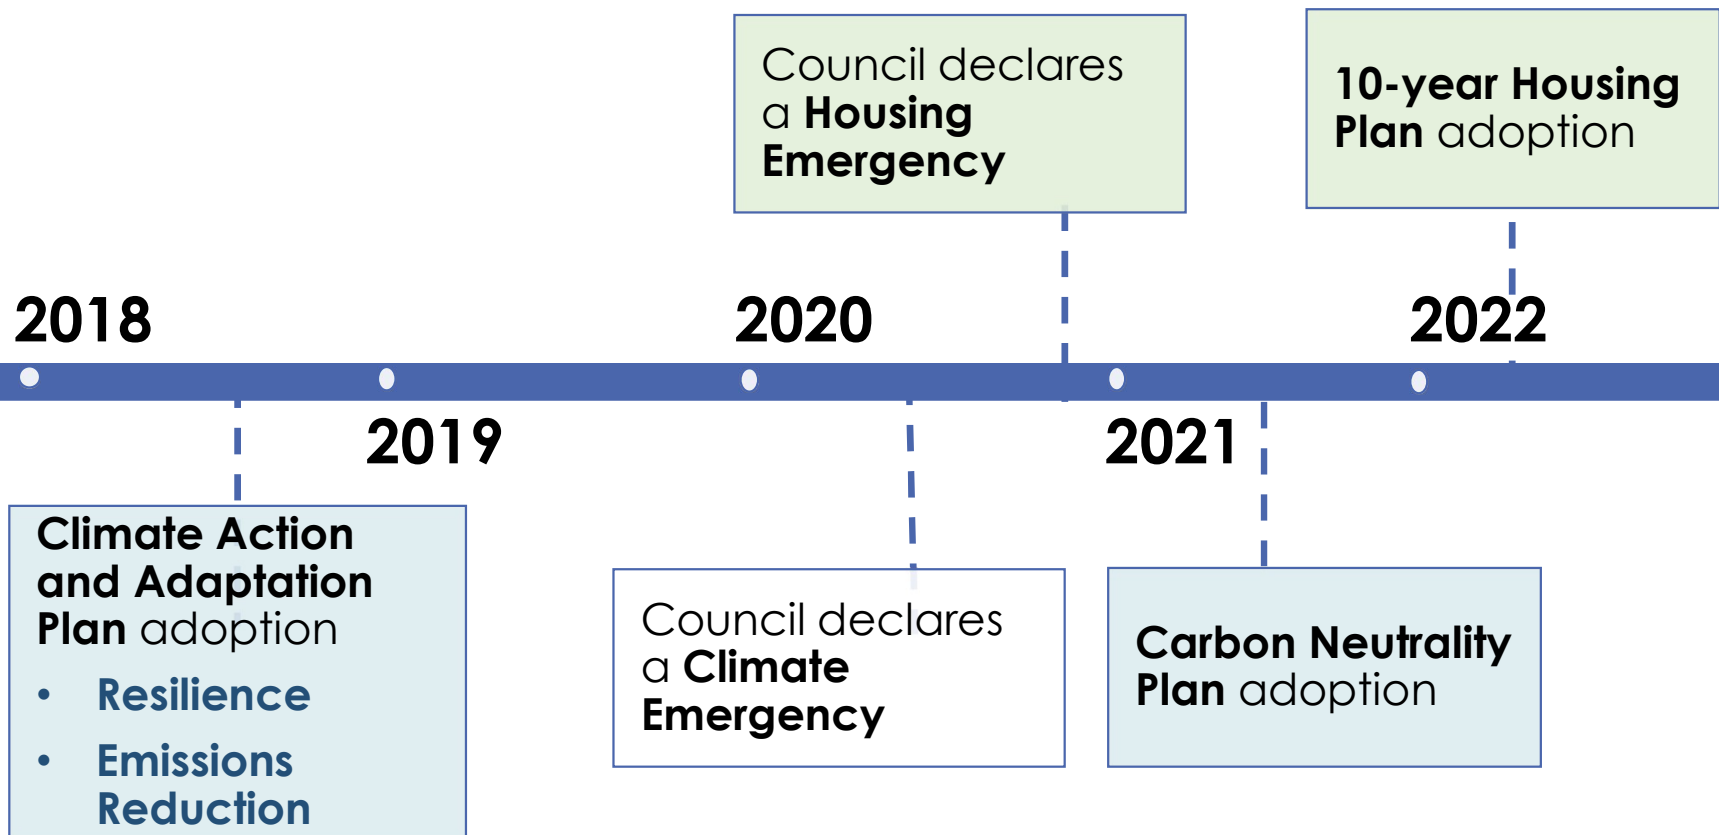 Council declares
a Housing
Emergency
10-year Housing
Plan adoption
2018
2020
2022
2019
2021
Climate Action
and Adaptation
Plan adoption
• Resilience
• Emissions
Reduction
Council declares
a Climate
Emergency
Carbon Neutrality
Plan adoption